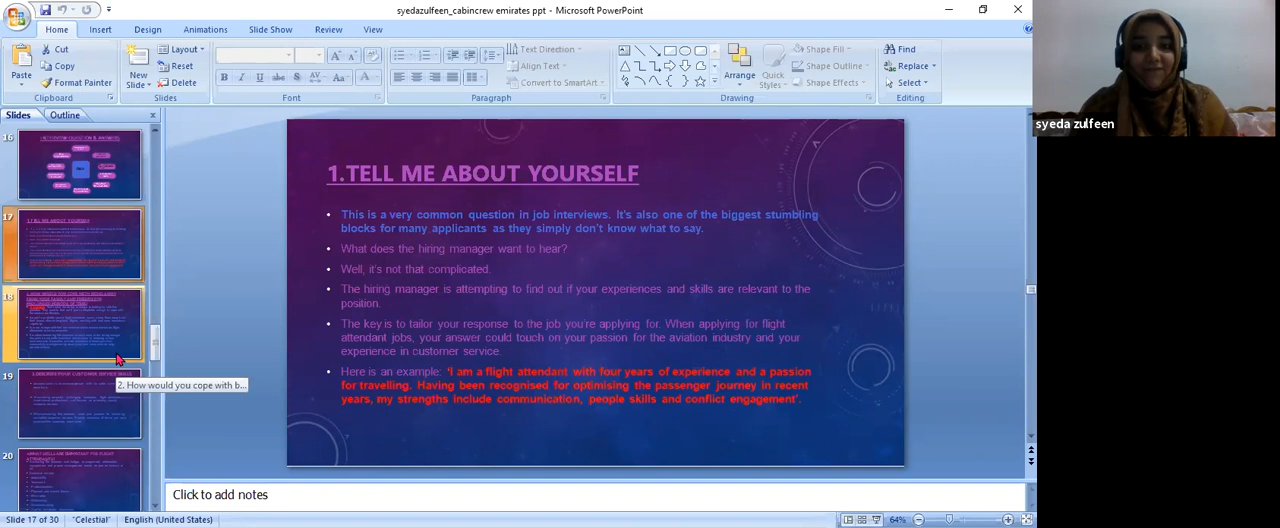 syedazulfeen_cabincrew emirates ppt - Microsoft PowerPoint
Home Insert Design Animations Slide Show Review View
Paste
Cut
Copy
Format Painter
Clipboard
New
Slide
Layout
Reset
Delete
Slides
Font
Text Direction
Align Text
Convert to SmartArt
Paragraph
Arrange
Quick
Styles
Shape Fill
Shape Outline
Shape Effects
Drawing
Find
Replace
Select
Editing
Slides Outline
16
17
18
19
20
2. How would you cope with b...
1.TELL ME ABOUT YOURSELF
• This is a very common question in job interviews. It's also one of the biggest stumbling
blocks for many applicants as they simply don't know what to say.
• What does the hiring manager want to hear?
• Well, it's not that complicated.
• The hiring manager is attempting to find out if your experiences and skills are relevant to the
position.
• The key is to tailor your response to the job you're applying for. When applying for flight
attendant jobs, your answer could touch on your passion for the aviation industry and your
experience in customer service.
• Here is an example: 'I am a flight attendant with four years of experience and a passion
for travelling. Having been recognised for optimising the passenger journey in recent
years, my strengths include communication, people skills and conflict engagement'.
Click to add notes
Slide 17 of 30 "Celestial" English (United States) 64%
syeda zulfeen